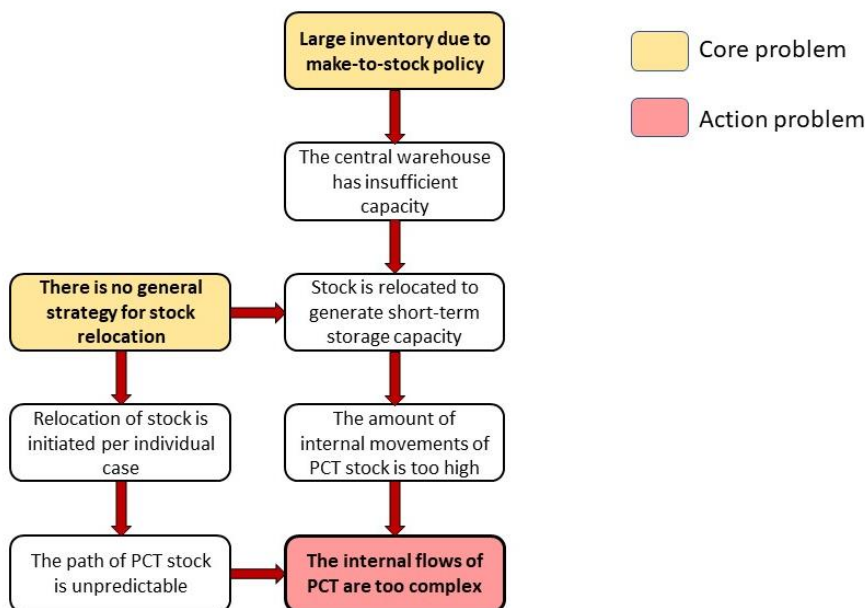 Large inventory due to
make-to-stock policy
Core problem
Action problem
The central warehouse
has insufficient
capacity
There is no general
strategy for stock
relocation
Stock is relocated to
generate short-term
storage capacity
Relocation of stock is
initiated per individual
case
The amount of
internal movements of
PCT stock is too high
The path of PCT stock
is unpredictable
The internal flows of
PCT are too complex